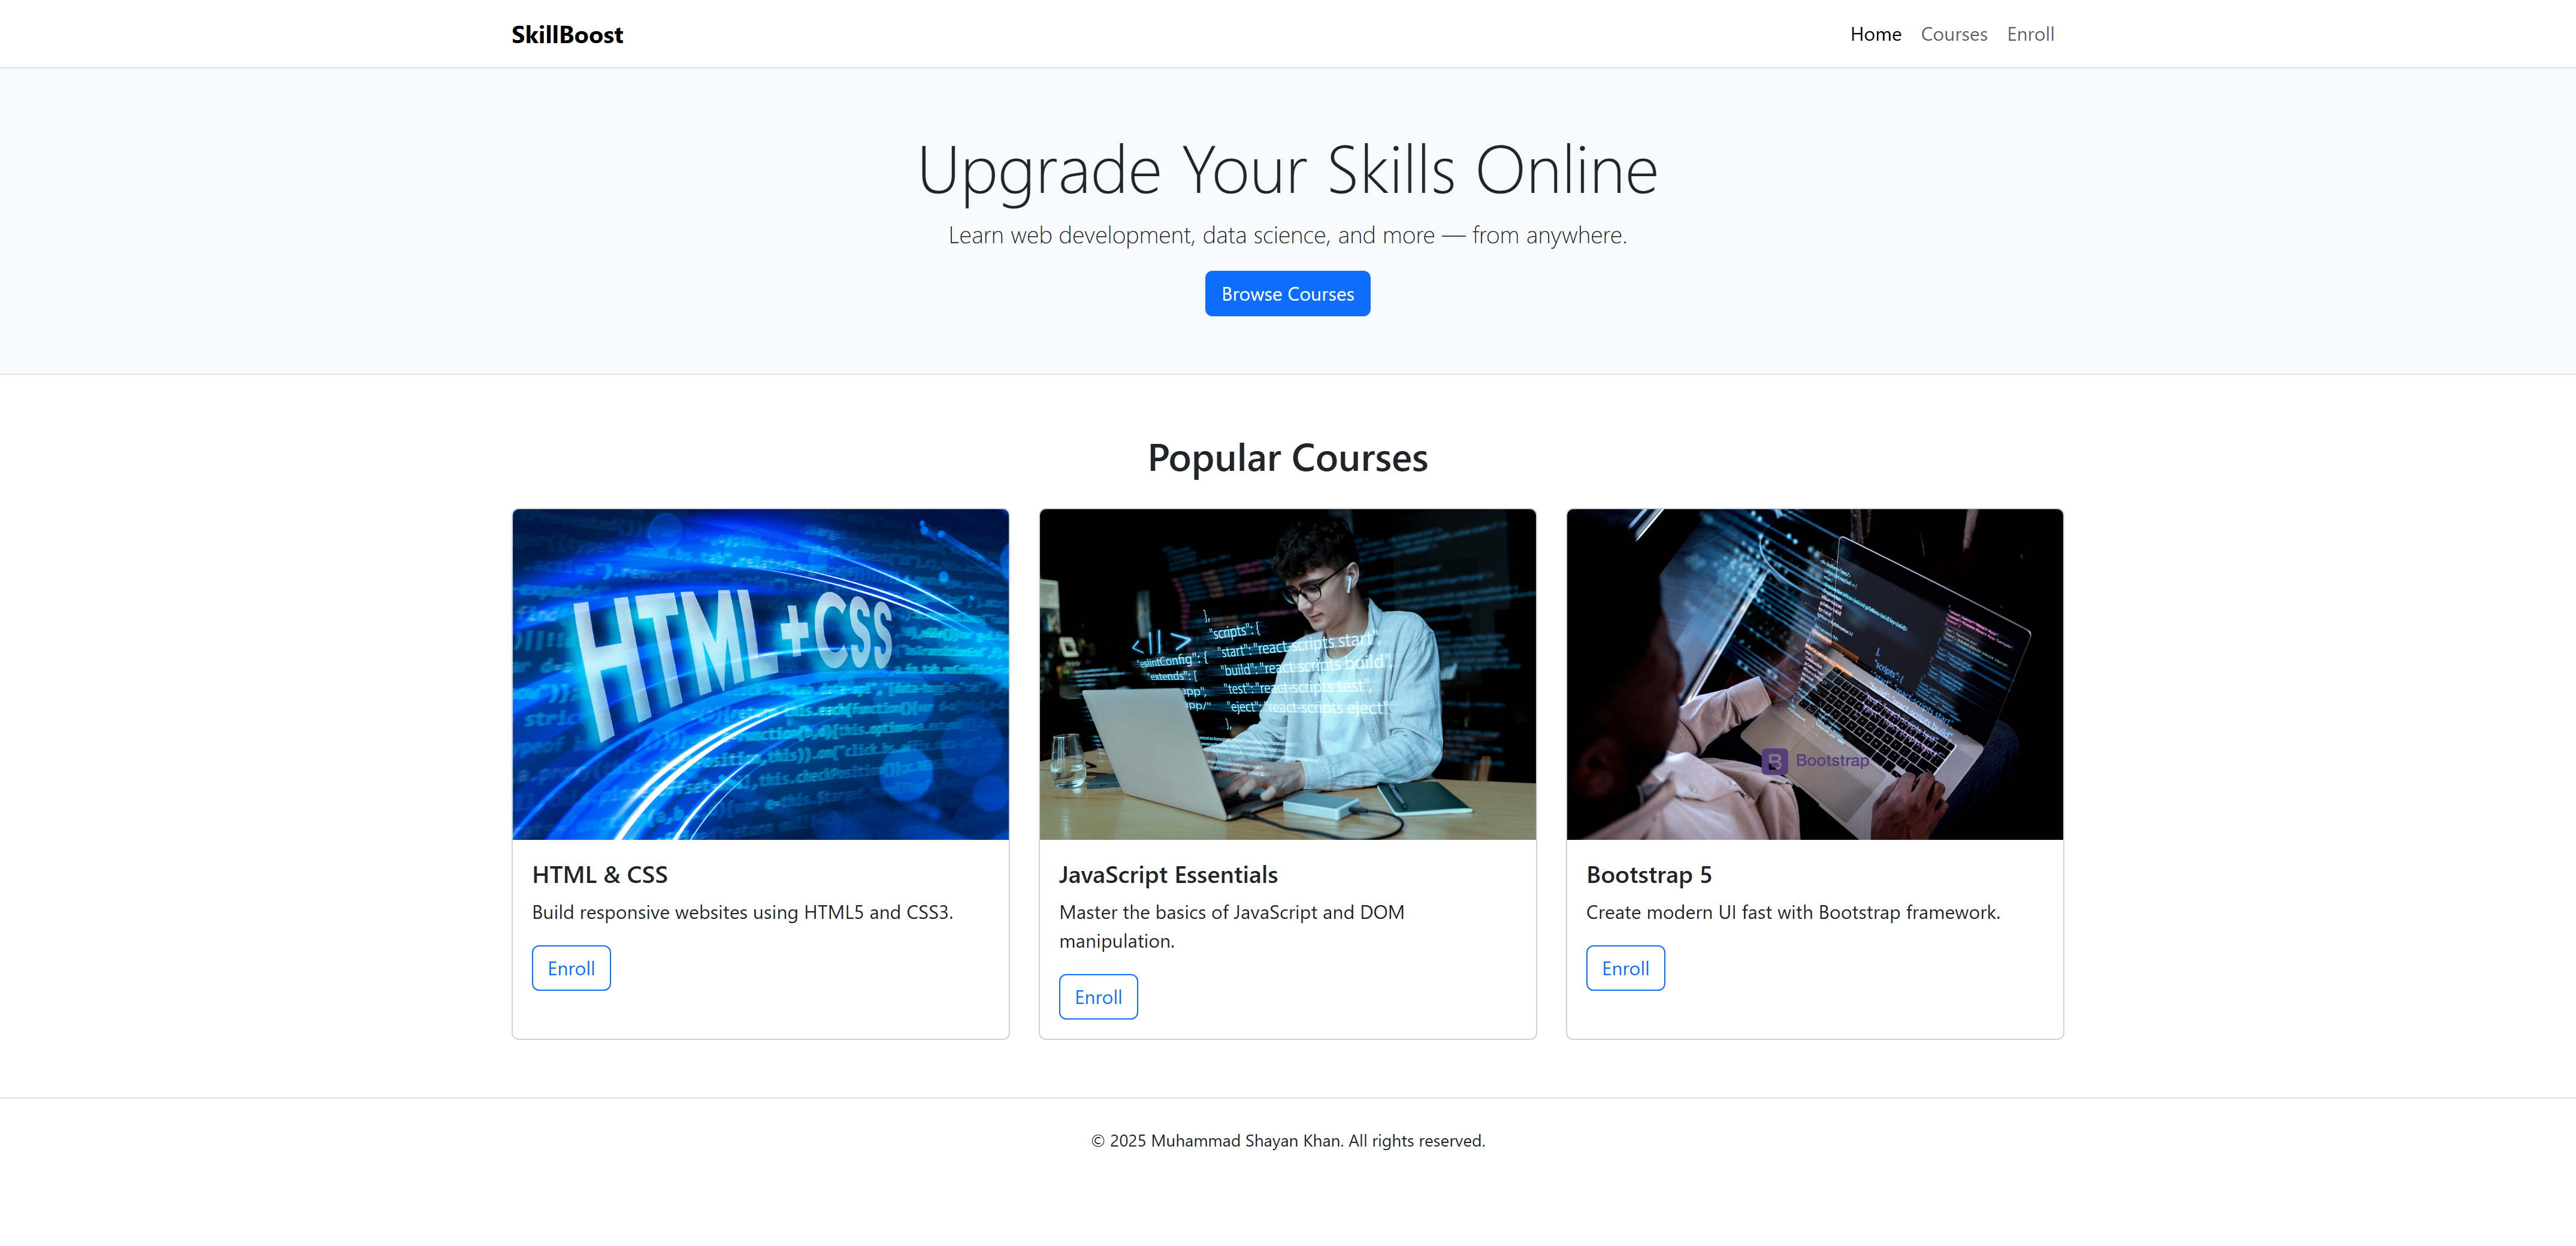 SkillBoost
Home Courses Enroll
Upgrade Your Skills Online
Learn web development, data science, and more — from anywhere.
Browse Courses
Popular Courses
HTML+CSS
<II>
},
"scripts": {
"eslintConfig": { "start":"react-scripts start",
"build":"react-scripts build",
"extends": [
"test":"react-scripts test",
"eject":"react-scripts eject"
},
Bootstrap
HTML & CSS
Build responsive websites using HTML5 and CSS3.
Enroll
JavaScript Essentials
Master the basics of JavaScript and DOM
manipulation.
Enroll
Bootstrap 5
Create modern UI fast with Bootstrap framework.
Enroll
© 2025 Muhammad Shayan Khan. All rights reserved.